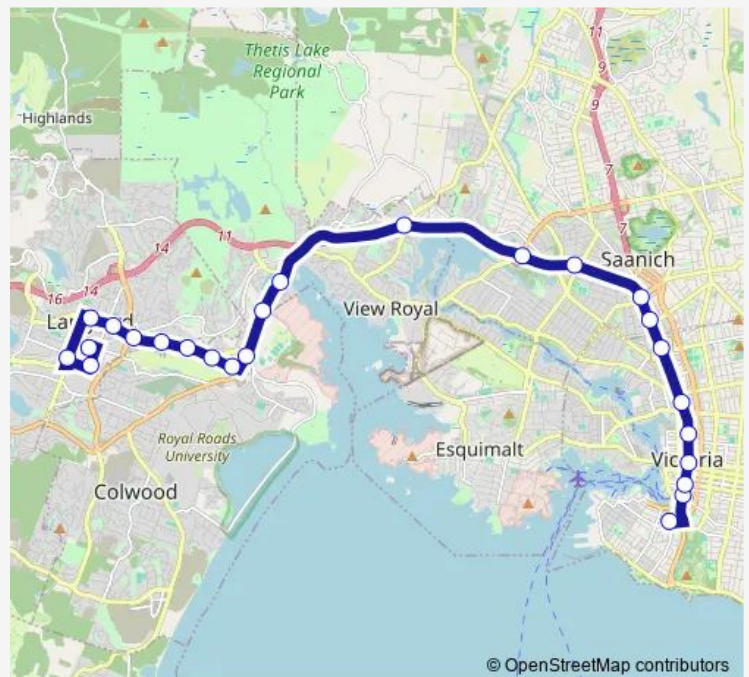 Thetis Lake
Regional
Park
Highlands
11
9
9
7
7
14
11
16
14
Saanich
View Royal
Royal Roads
University
Esquimalt
Colwood
© OpenStreetMap contributors